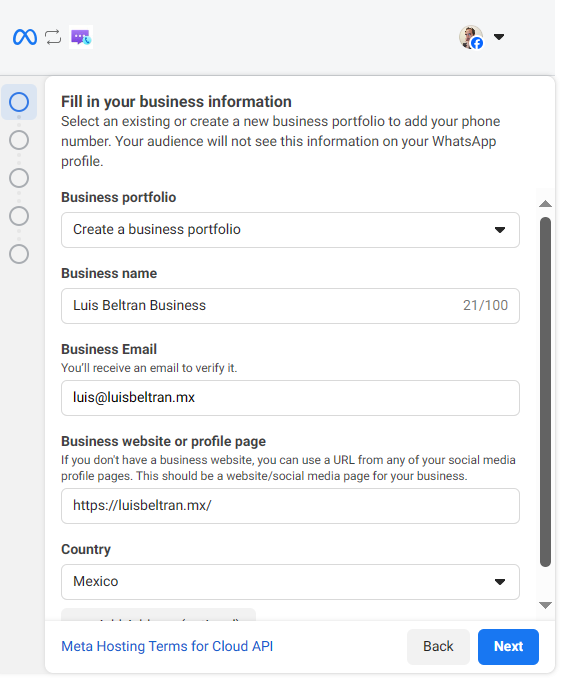 Fill in your business information
Select an existing or create a new business portfolio to add your phone
number. Your audience will not see this information on your WhatsApp
profile.
Business portfolio
Create a business portfolio
Business name
Luis Beltran Business 21/100
Business Email
You'll receive an email to verify it.
luis@luisbeltran.mx
Business website or profile page
If you don't have a business website, you can use a URL from any of your social media
profile pages. This should be a website/social media page for your business.
https://luisbeltran.mx/
Country
Mexico
Meta Hosting Terms for Cloud API
Back
Next